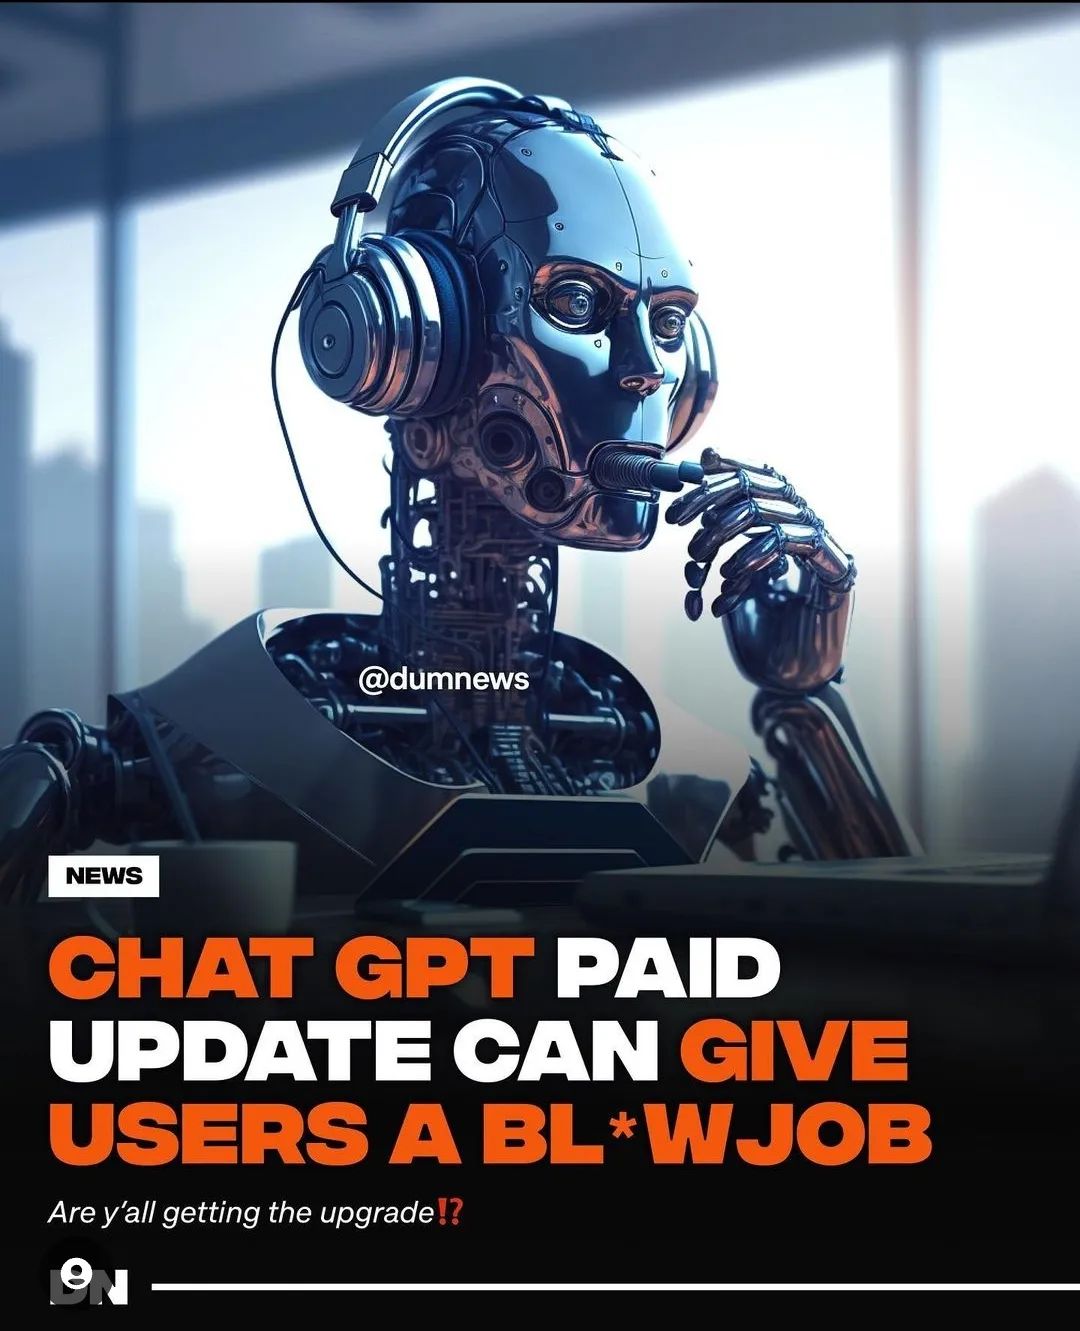 @dumnews
NEWS
CHAT GPT PAID
UPDATE CAN GIVE
USERS A BL*WJOB
Are y’all getting the upgrade⁉️
DN